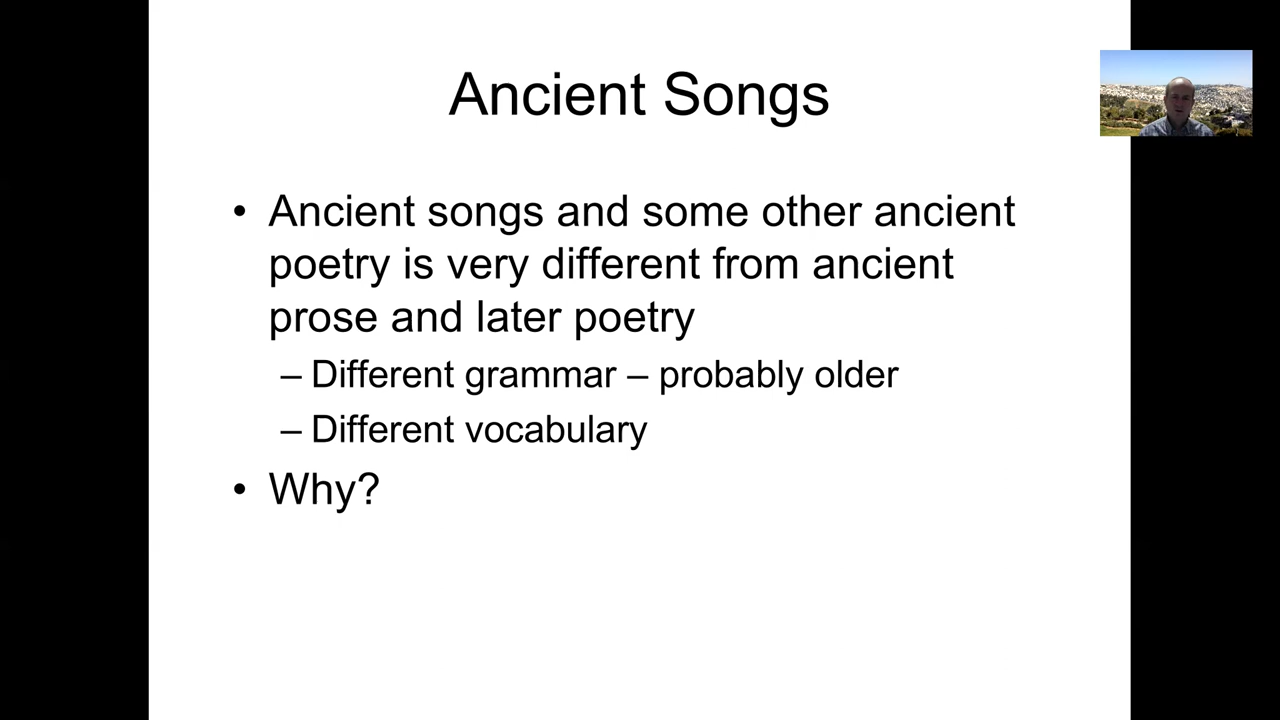 Ancient Songs
• Ancient songs and some other ancient
poetry is very different from ancient
prose and later poetry
– Different grammar – probably older
– Different vocabulary
• Why?